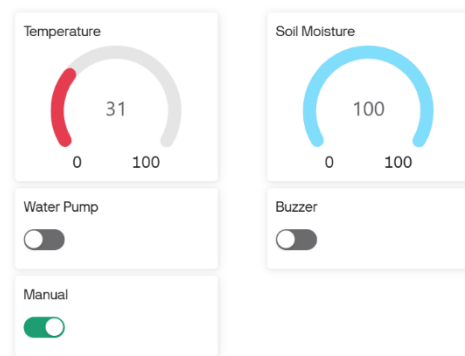 Temperature
31
0 100
Soil Moisture
100
0 100
Water Pump
Buzzer
Manual